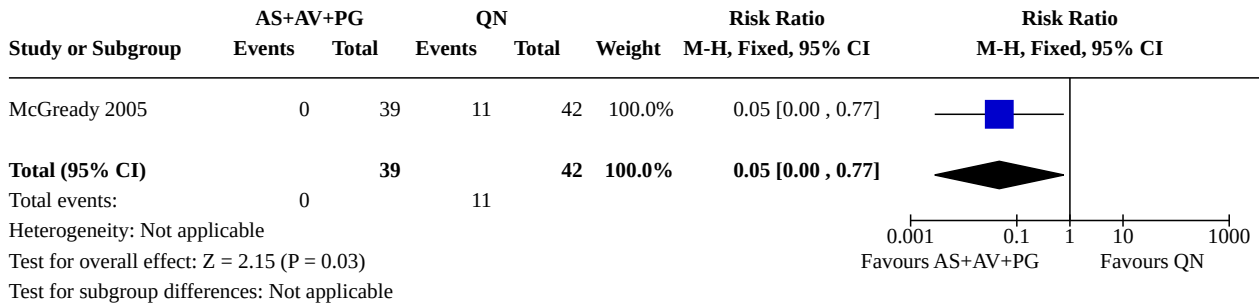 AS+AV+PG QN Risk Ratio Risk Ratio
Study or Subgroup Events Total Events Total Weight M-H, Fixed, 95% CI M-H, Fixed, 95% CI
McGready 2005 0 39 11 42 100.0% 0.05 [0.00 , 0.77]
Total (95% CI) 39 42 100.0% 0.05 [0.00 , 0.77]
Total events: 0 11
Heterogeneity: Not applicable
0.001 0.1 1 10 1000
Test for overall effect: Z = 2.15 (P = 0.03)
Favours AS+AV+PG Favours QN
Test for subgroup differences: Not applicable